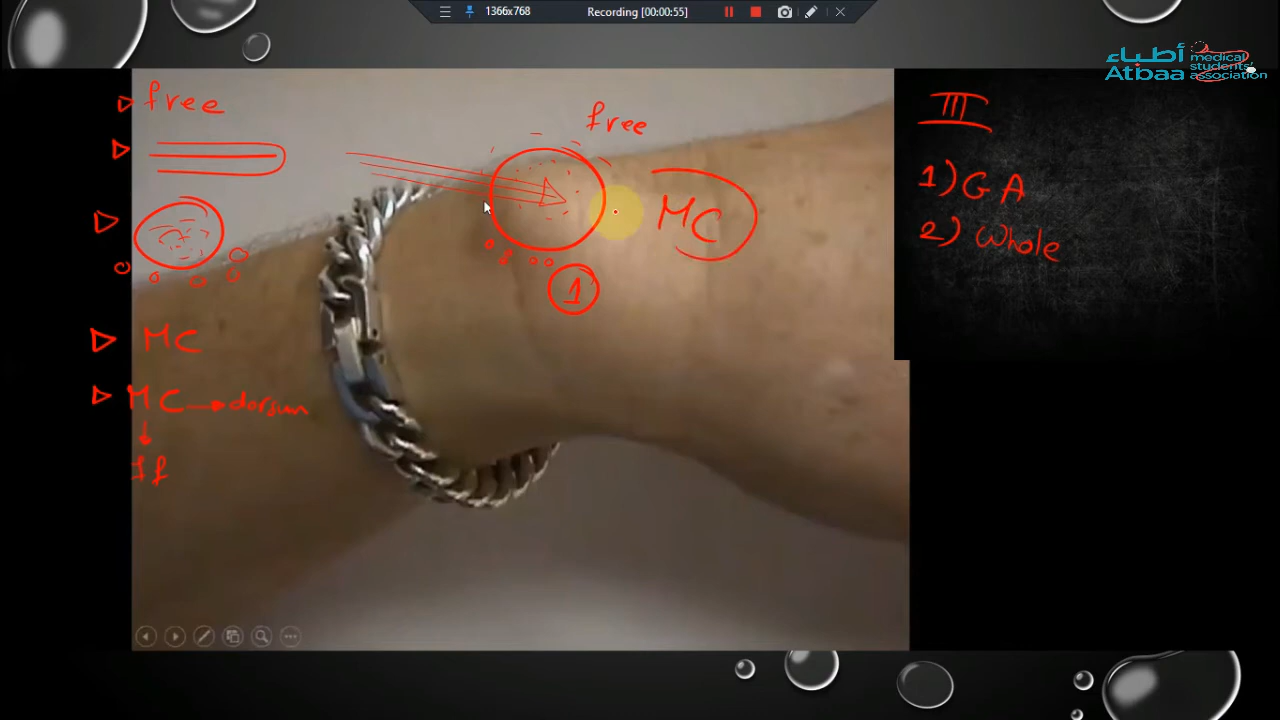 1366x768
Recording [00:00:55]
أطباء
Atbaa
medical
students'
association
free
MC
dorsum
If
free
MC
1
III
1) GA
2) Whole